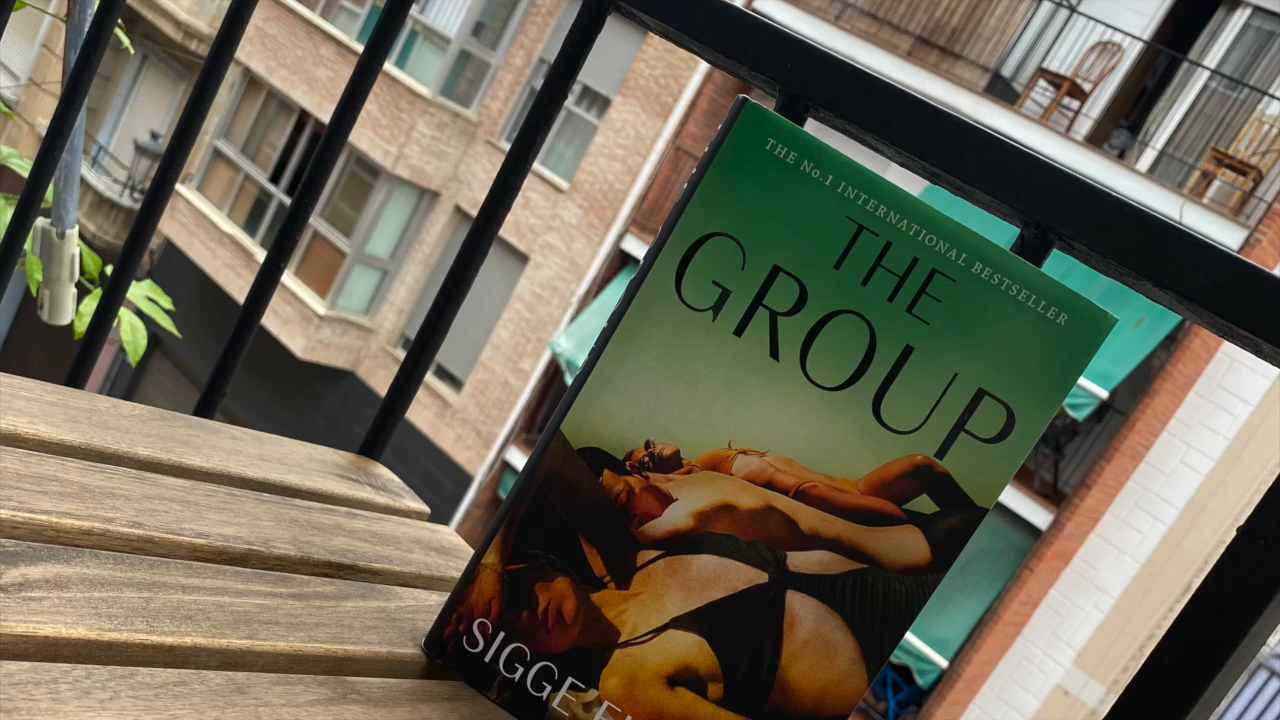 THE No.1 INTERNATIONAL BESTSELLER
THE
GROUP
SIGGE